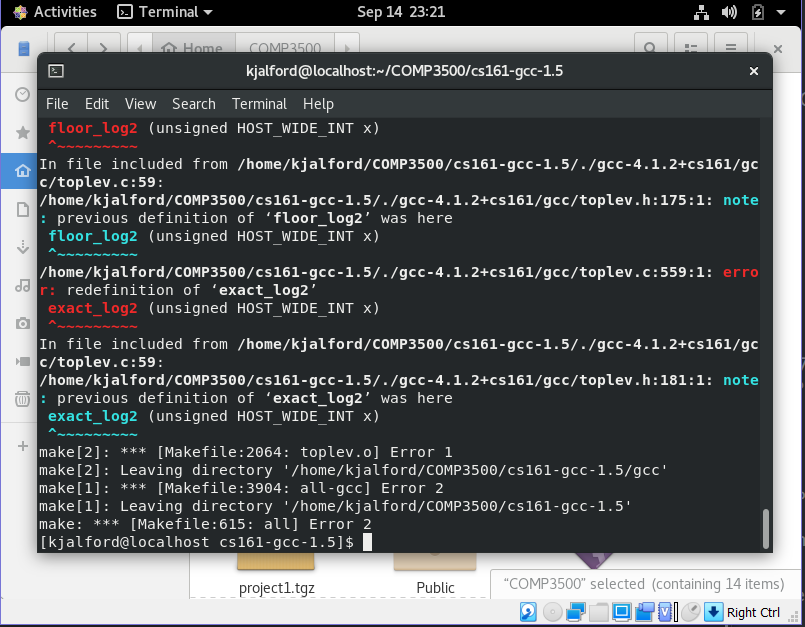 Activities Terminal Sep 14 23:21
Home COMP3500
kjalford@localhost:~/COMP3500/cs161-gcc-1.5
File Edit View Search Terminal Help
floor_log2 (unsigned HOST_WIDE_INT x)
^~~~~~~~~~
In file included from /home/kjalford/COMP3500/cs161-gcc-1.5/./gcc-4.1.2+cs161/gc
c/toplev.c:59:
/home/kjalford/COMP3500/cs161-gcc-1.5/./gcc-4.1.2+cs161/gcc/toplev.h:175:1: note
: previous definition of ‘floor_log2’ was here
floor_log2 (unsigned HOST_WIDE_INT x)
^~~~~~~~~~
/home/kjalford/COMP3500/cs161-gcc-1.5/./gcc-4.1.2+cs161/gcc/toplev.c:559:1: erro
r: redefinition of ‘exact_log2’
exact_log2 (unsigned HOST_WIDE_INT x)
^~~~~~~~~~
In file included from /home/kjalford/COMP3500/cs161-gcc-1.5/./gcc-4.1.2+cs161/gc
c/toplev.c:59:
/home/kjalford/COMP3500/cs161-gcc-1.5/./gcc-4.1.2+cs161/gcc/toplev.h:181:1: note
: previous definition of ‘exact_log2’ was here
exact_log2 (unsigned HOST_WIDE_INT x)
^~~~~~~~~~
make[2]: *** [Makefile:2064: toplev.o] Error 1
make[2]: Leaving directory '/home/kjalford/COMP3500/cs161-gcc-1.5/gcc'
make[1]: *** [Makefile:3904: all-gcc] Error 2
make[1]: Leaving directory '/home/kjalford/COMP3500/cs161-gcc-1.5'
make: *** [Makefile:615: all] Error 2
[kjalford@localhost cs161-gcc-1.5]$
project1.tgz Public “COMP3500” selected (containing 14 items)
Right Ctrl